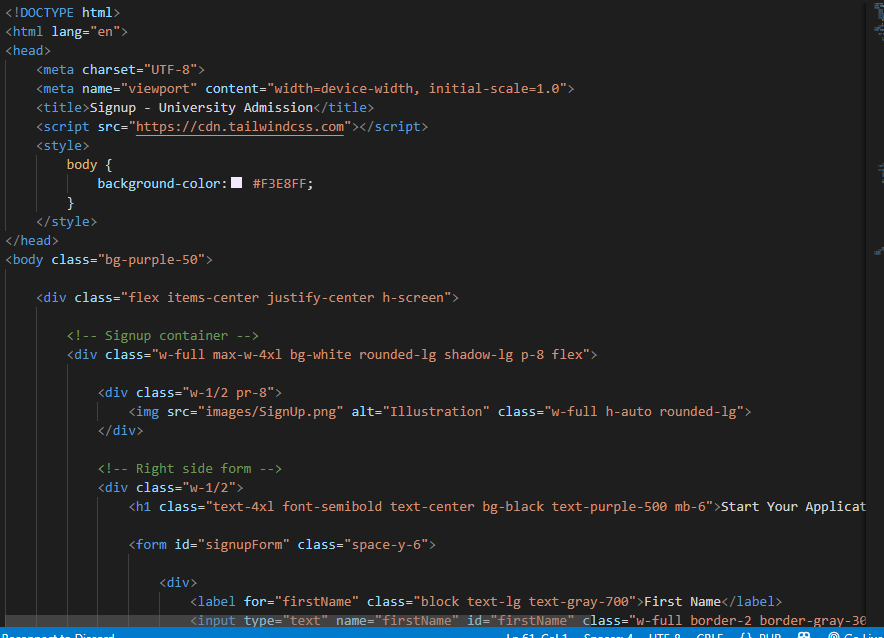 <!DOCTYPE html>
<html lang="en">
<head>
    <meta charset="UTF-8">
    <meta name="viewport" content="width=device-width, initial-scale=1.0">
    <title>Signup - University Admission</title>
    <script src="https://cdn.tailwindcss.com"></script>
    <style>
        body {
            background-color: #F3E8FF;
        }
    </style>
</head>
<body class="bg-purple-50">
    <div class="flex items-center justify-center h-screen">
        <!-- Signup container -->
        <div class="w-full max-w-4xl bg-white rounded-lg shadow-lg p-8 flex">
            <div class="w-1/2 pr-8">
                <img src="images/SignUp.png" alt="Illustration" class="w-full h-auto rounded-lg">
            </div>
            <!-- Right side form -->
            <div class="w-1/2">
                <h1 class="text-4xl font-semibold text-center bg-black text-purple-500 mb-6">Start Your Applicat
                <form id="signupForm" class="space-y-6">
                    <div>
                        <label for="firstName" class="block text-lg text-gray-700">First Name</label>
                        <input type="text" name="firstName" id="firstName" class="w-full border-2 border-gray-30
Reconnect to Discord Ln 61, Col 1 Spaces: 4 UTF-8 CRLF {} PHP Go Live